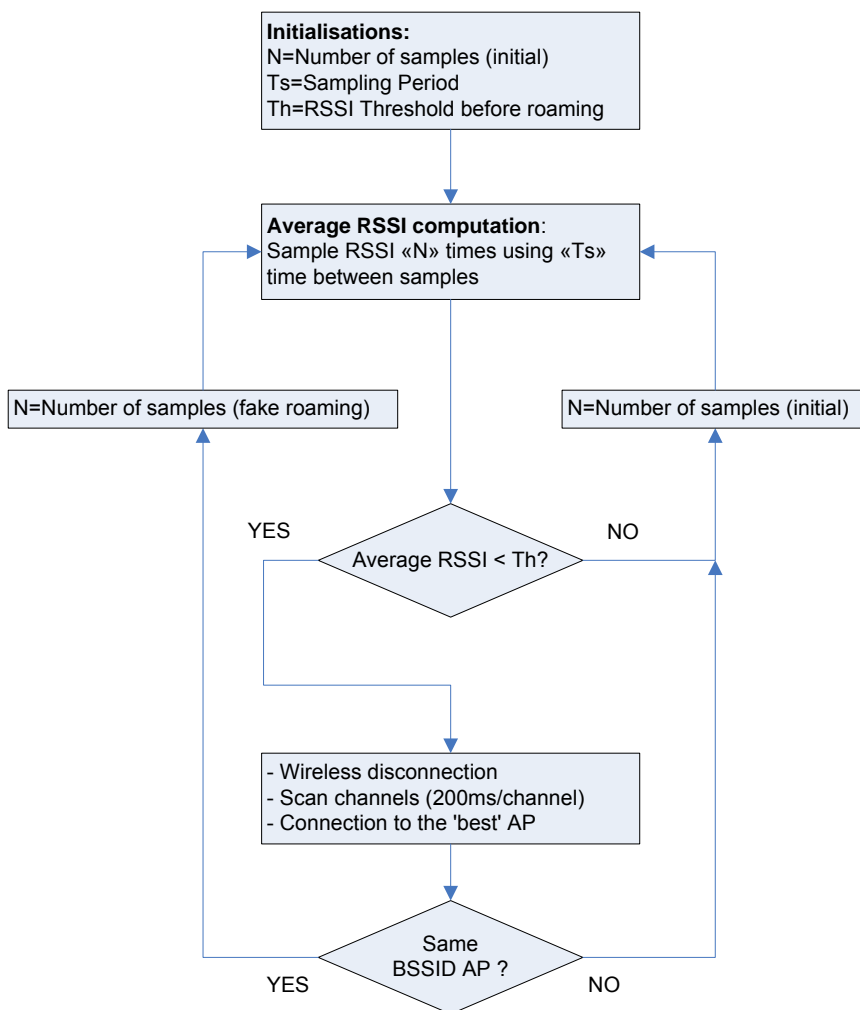 Initialisations:
N=Number of samples (initial)
Ts=Sampling Period
Th=RSSI Threshold before roaming
Average RSSI computation:
Sample RSSI «N» times using «Ts»
time between samples
N=Number of samples (fake roaming)
N=Number of samples (initial)
YES
NO
Average RSSI < Th?
- Wireless disconnection
- Scan channels (200ms/channel)
- Connection to the 'best' AP
Same
BSSID AP ?
YES
NO